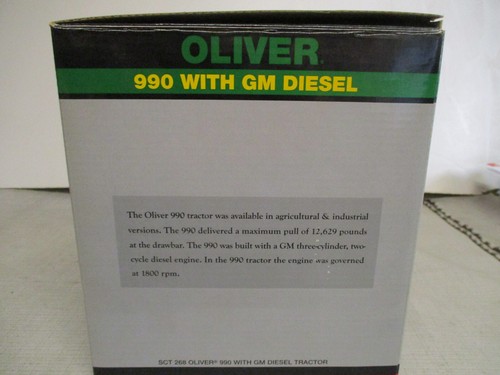 OLIVER
990 WITH GM DIESEL
The Oliver 990 tractor was available in agricultural & industrial
versions. The 990 delivered a maximum pull of 12,629 pounds
at the drawbar. The 990 was built with a GM three-cylinder, two-
cycle diesel engine. In the 990 tractor the engine was governed
at 1800 rpm.
SCT 268 OLIVER® 990 WITH GM DIESEL TRACTOR